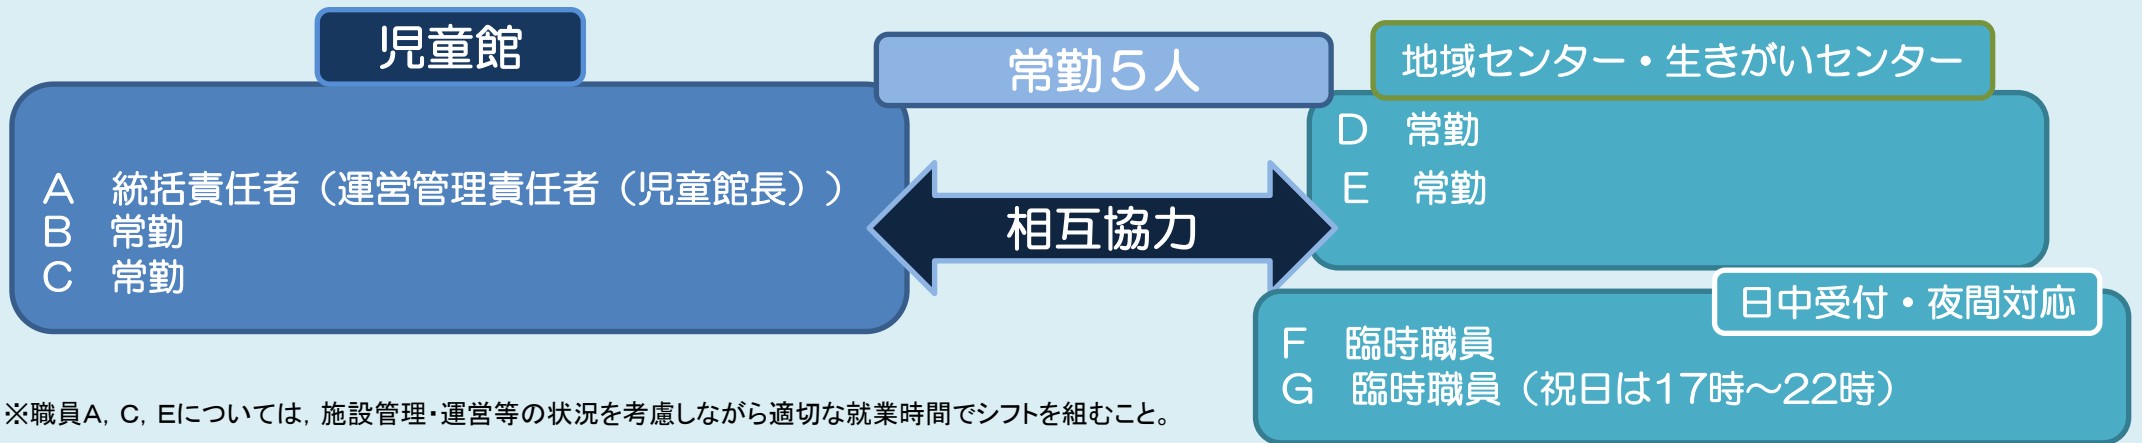 児童館
常勤５人
地域センター・生きがいセンター
Ａ　統括責任者（運営管理責任者（児童館長））
Ｂ　常勤
Ｃ　常勤
相互協力
Ｄ　常勤
Ｅ　常勤
日中受付・夜間対応
Ｆ　臨時職員
Ｇ　臨時職員（祝日は17時～22時）
※職員Ａ，Ｃ，Ｅについては，施設管理・運営等の状況を考慮しながら適切な就業時間でシフトを組むこと。